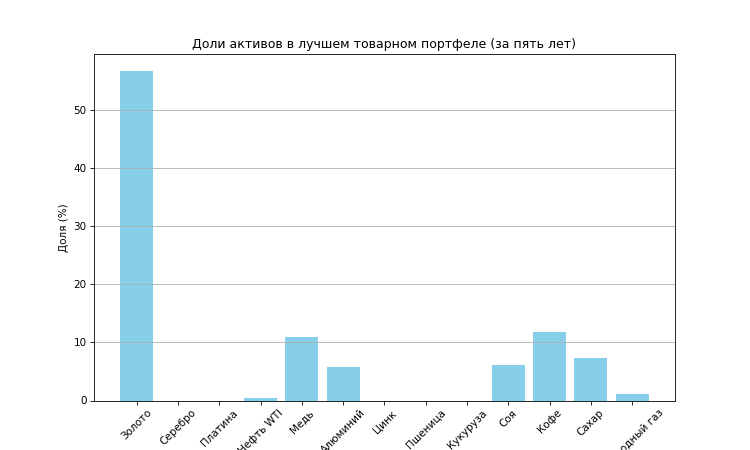 Доли активов в лучшем товарном портфеле (за пять лет)
Доля (%)
50
40
30
20
10
0
Золото
Серебро
Платина
Нефть WTI
Медь
Алюминий
Цинк
Пшеница
Кукуруза
Соя
Кофе
Сахар
газ